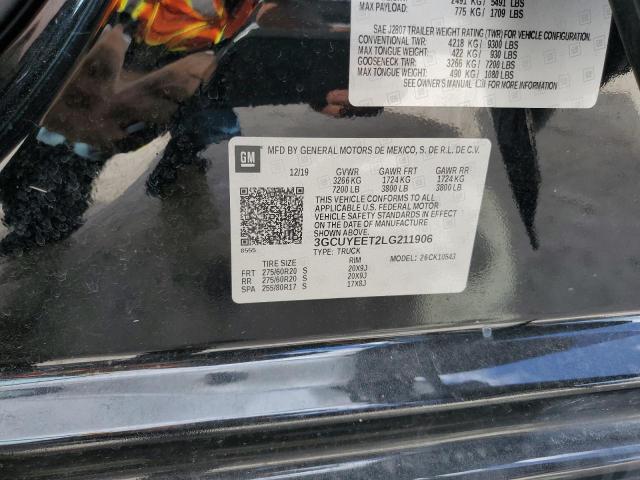 2491 KG/ 5491 LBS
MAX PAYLOAD: 775 KG/ 1709 LBS
SAE J2807 TRAILER WEIGHT RATING (TWR) FOR VEHICLE CONFIGURATION.
CONVENTIONAL TWR: 4218 KG/ 9300 LBS
MAX TONGUE WEIGHT: 422 KG/ 930 LBS
GOOSENECK TWR: 3266 KG/ 7200 LBS
MAX TONGUE WEIGHT: 490 KG/ 1080 LBS
SEE OWNER'S MANUAL FOR MORE INFORMATION.
GM MFD BY GENERAL MOTORS DE MEXICO, S. DE R.L. DE C.V.
12/19 GVWR GAWR FRT GAWR RR
3266 KG 1724 KG 1724 KG
7200 LB 3800 LB 3800 LB
THIS VEHICLE CONFORMS TO ALL
APPLICABLE U.S. FEDERAL MOTOR
VEHICLE SAFETY STANDARDS IN EFFECT
ON THE DATE OF MANUFACTURE
SHOWN ABOVE.
3GCUYEET2LG211906
TYPE: TRUCK MODEL: 26CK10543
TIRE SIZE RIM
FRT 275/60R20 S 20X9J
RR 275/60R20 S 20X9J
SPA 255/80R17 S 17X8J